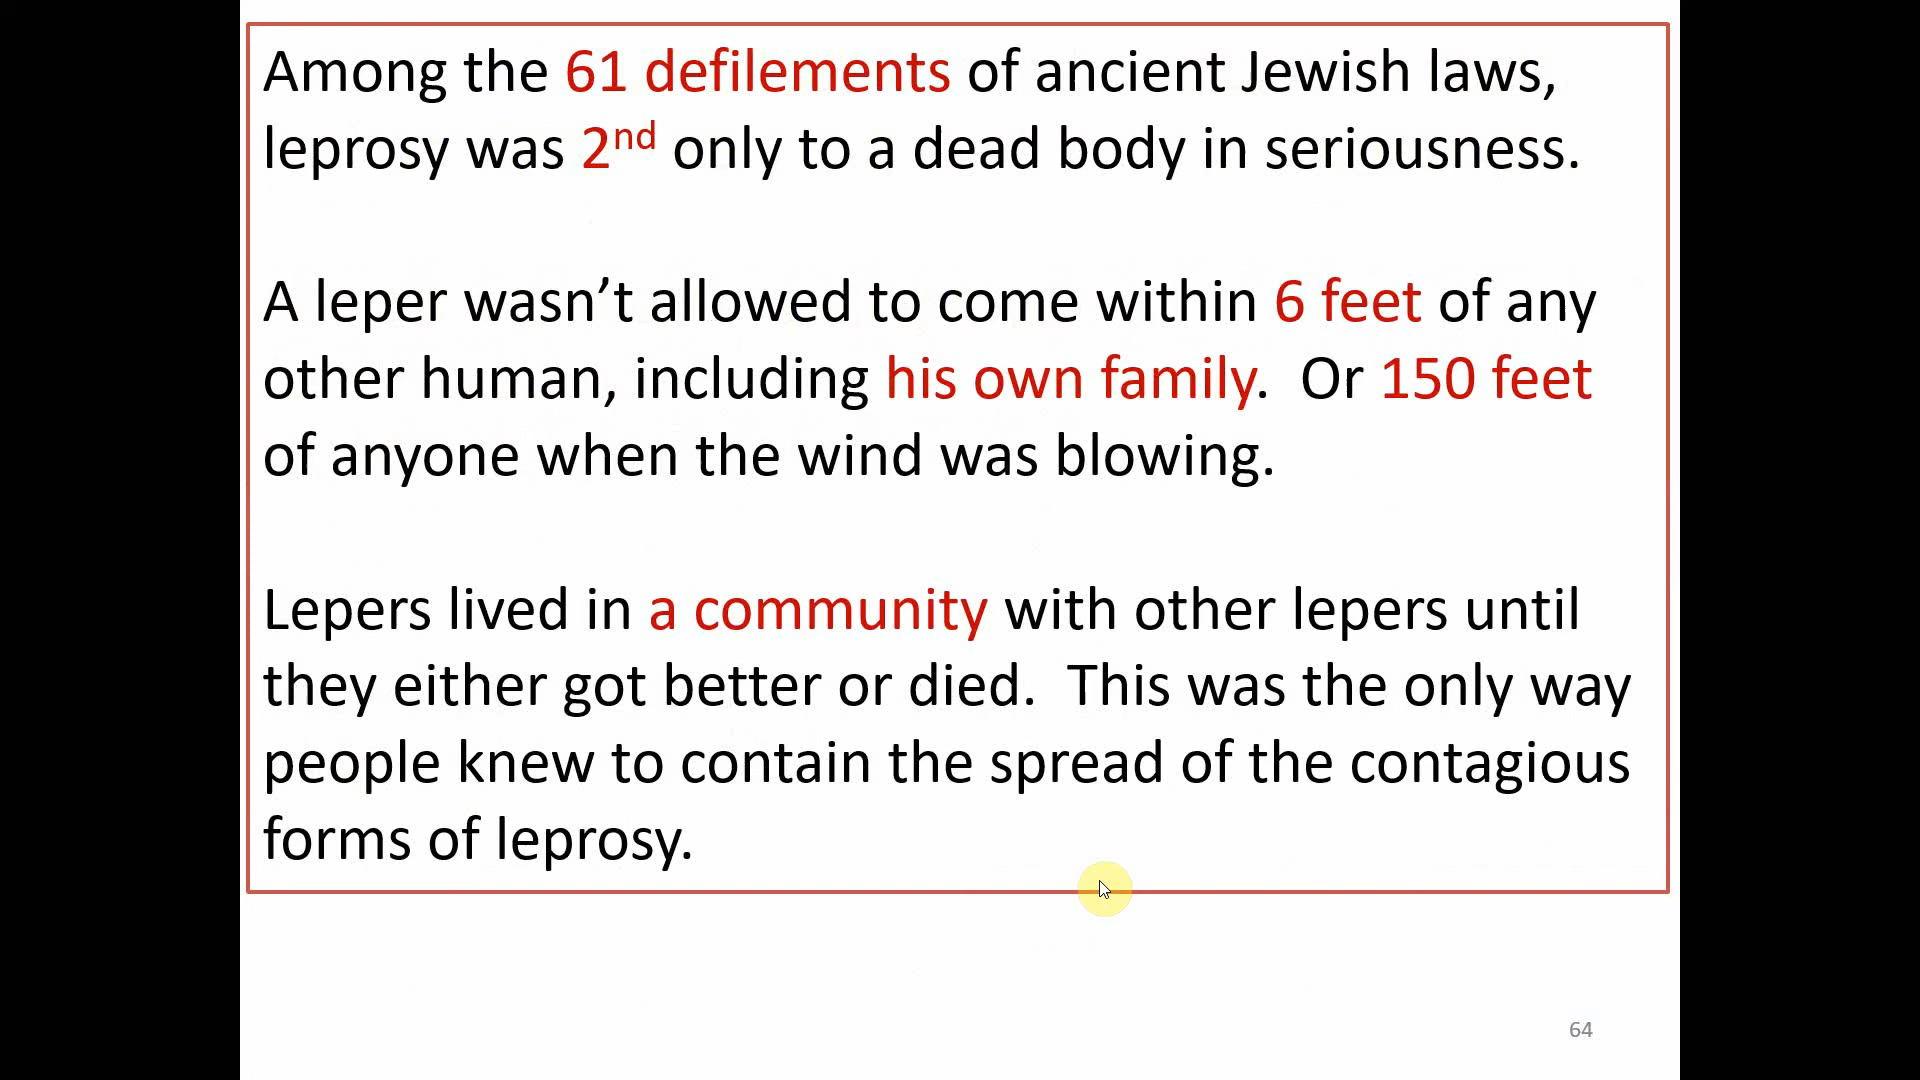 Among the 61 defilements of ancient Jewish laws,
leprosy was 2nd only to a dead body in seriousness.
A leper wasn’t allowed to come within 6 feet of any
other human, including his own family.  Or 150 feet
of anyone when the wind was blowing.
Lepers lived in a community with other lepers until
they either got better or died.  This was the only way
people knew to contain the spread of the contagious
forms of leprosy.
64